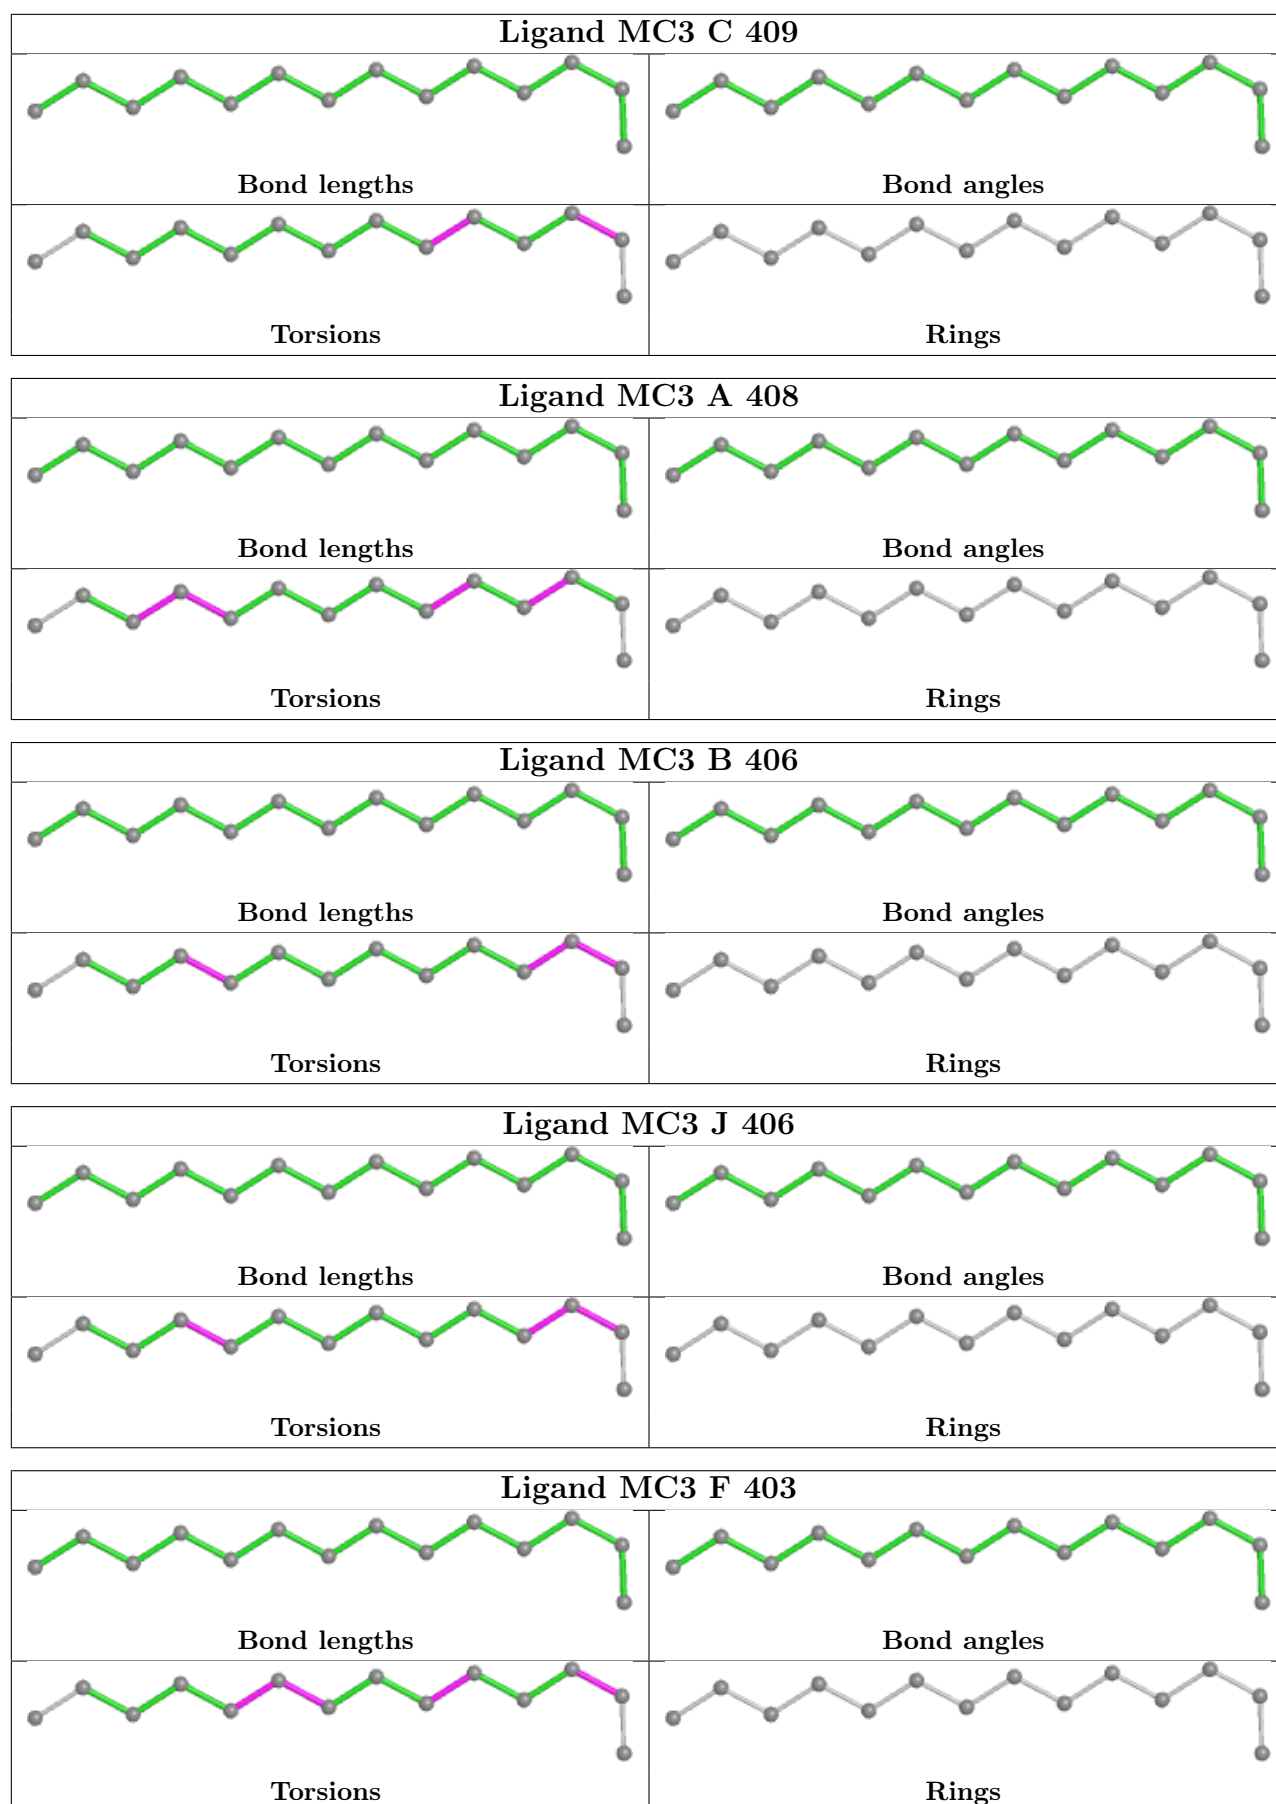 Ligand MC3 C 409
Bond lengths
Bond angles
Torsions
Rings
Ligand MC3 A 408
Bond lengths
Bond angles
Torsions
Rings
Ligand MC3 B 406
Bond lengths
Bond angles
Torsions
Rings
Ligand MC3 J 406
Bond lengths
Bond angles
Torsions
Rings
Ligand MC3 F 403
Bond lengths
Bond angles
Torsions
Rings